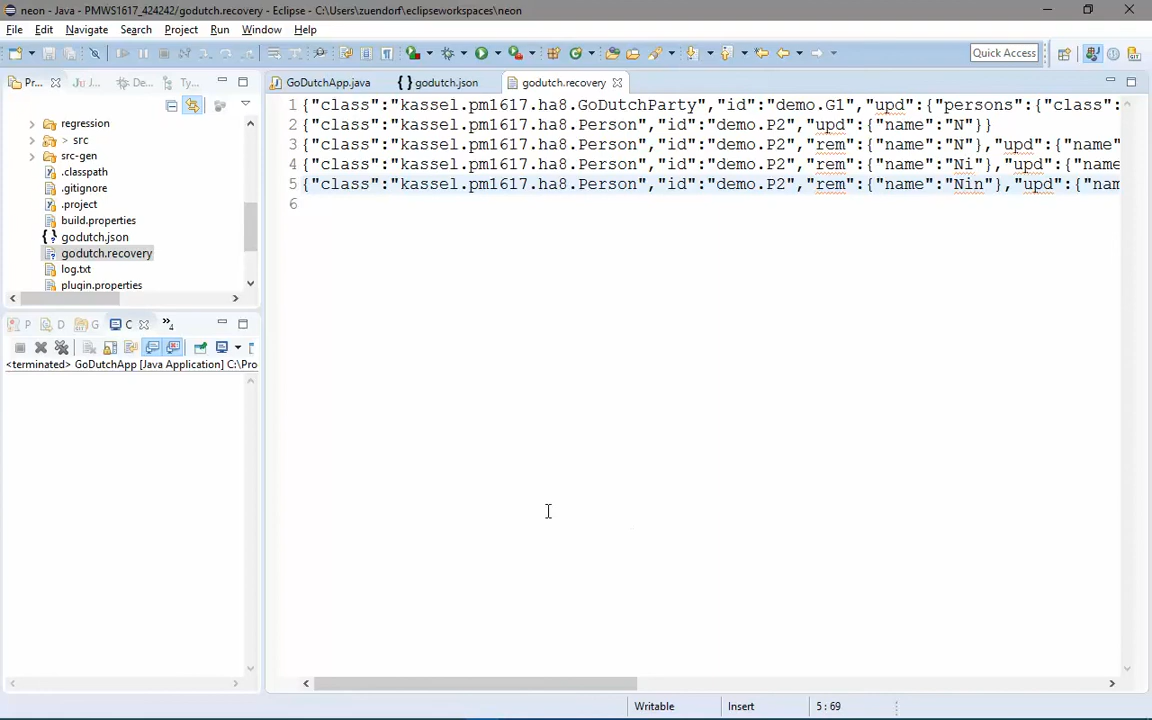 neon - Java - PMWS1617_424242/godutch.recovery - Eclipse - C:\Users\zuendorf\eclipseworkspaces\neon
File Edit Navigate Search Project Run Window Help
Quick Access
Pr... J... De... Ty...
GoDutchApp.java godutch.json godutch.recovery
regression
> src
src-gen
.classpath
.gitignore
.project
build.properties
godutch.json
godutch.recovery
log.txt
plugin.properties
1 {"class":"kassel.pm1617.ha8.GoDutchParty","id":"demo.G1","upd":{"persons":{"class":
2 {"class":"kassel.pm1617.ha8.Person","id":"demo.P2","upd":{"name":"N"}}
3 {"class":"kassel.pm1617.ha8.Person","id":"demo.P2","rem":{"name":"N"},"upd":{"name"
4 {"class":"kassel.pm1617.ha8.Person","id":"demo.P2","rem":{"name":"Ni"},"upd":{"name
5 {"class":"kassel.pm1617.ha8.Person","id":"demo.P2","rem":{"name":"Nin"},"upd":{"nam
6
P D G C »4
<terminated> GoDutchApp [Java Application] C:\Pro
Writable Insert 5 : 69